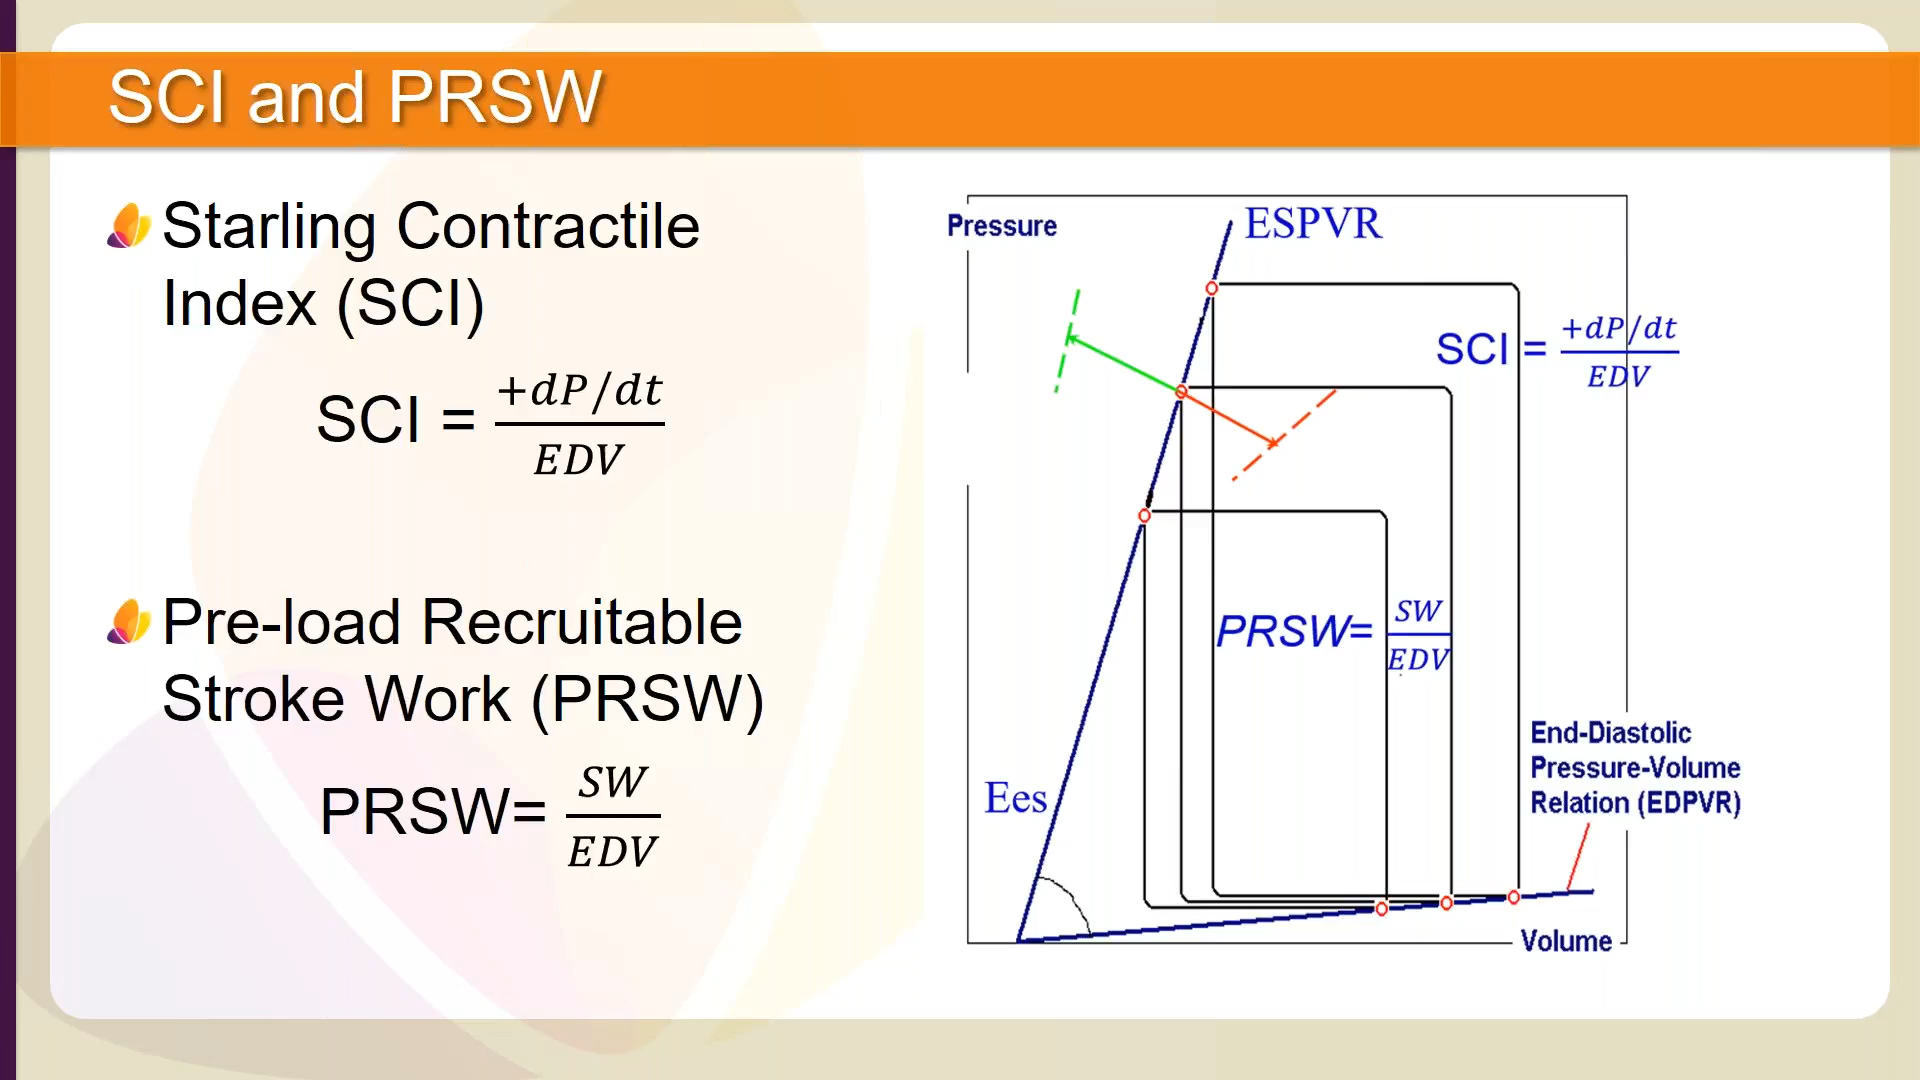 SCI and PRSW
Starling Contractile
Index (SCI)
SCI = +dP/dt / EDV
Pre-load Recruitable
Stroke Work (PRSW)
PRSW= SW / EDV
Pressure
ESPVR
SCI = +dP/dt / EDV
PRSW= SW / EDV
End-Diastolic
Pressure-Volume
Relation (EDPVR)
Ees
Volume